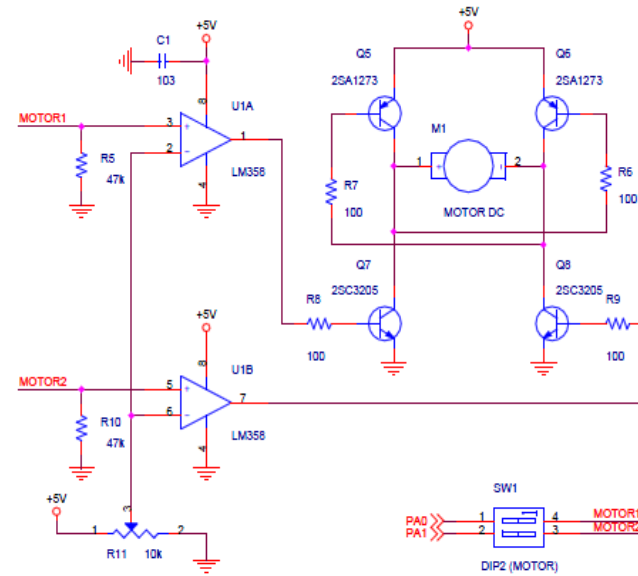 +5V
+5V
C1
103
Q5
Q6
2SA1273
2SA1273
8
U1A
MOTOR1
3
+
1
2
-
LM358
4
R5
47k
M1
1
+
-
2
MOTOR DC
R7
100
R6
100
Q7
Q8
2SC3205
2SC3205
R8
100
R9
100
+5V
8
U1B
MOTOR2
5
+
7
6
-
LM358
4
R10
47k
+5V
3
1
2
R11
10k
SW1
PA0
1
4
MOTOR1
PA1
2
3
MOTOR2
DIP2 (MOTOR)